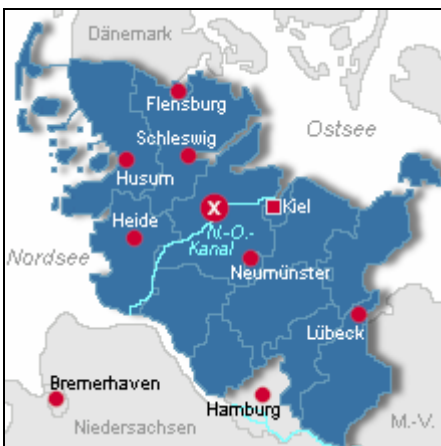 Dänemark
Flensburg
Ostsee
Schleswig
Husum
X
Kiel
Heide
N.-O.-
Kanal
Nordsee
Neumünster
Lübeck
Bremerhaven
Hamburg
M.-V.
Niedersachsen